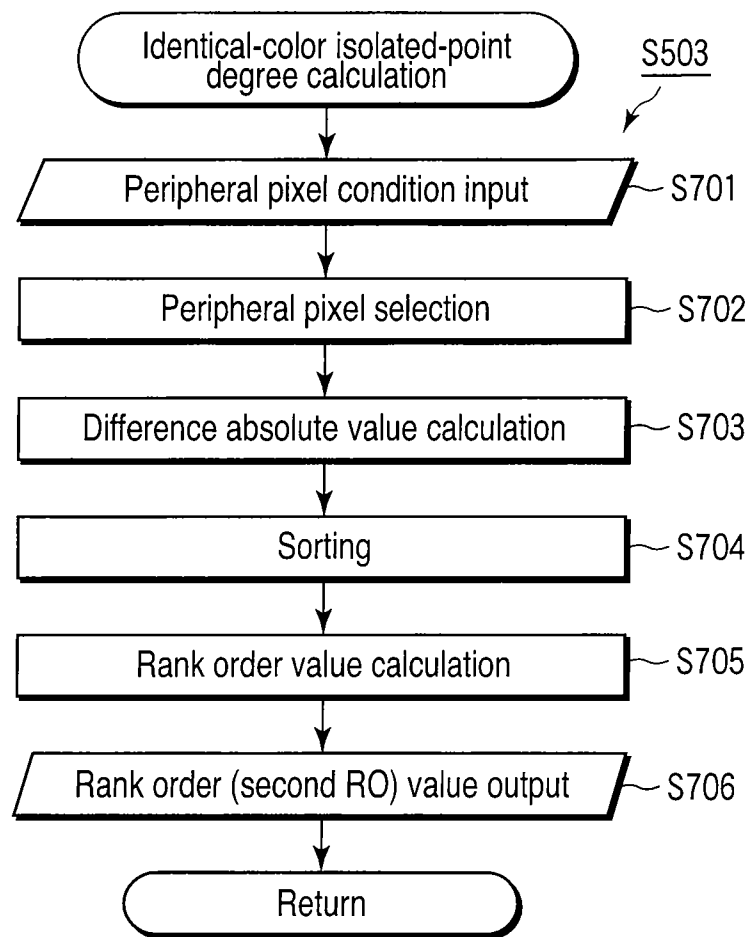 Identical-color isolated-point
degree calculation
S503
Peripheral pixel condition input
S701
Peripheral pixel selection
S702
Difference absolute value calculation
S703
Sorting
S704
Rank order value calculation
S705
Rank order (second RO) value output
S706
Return